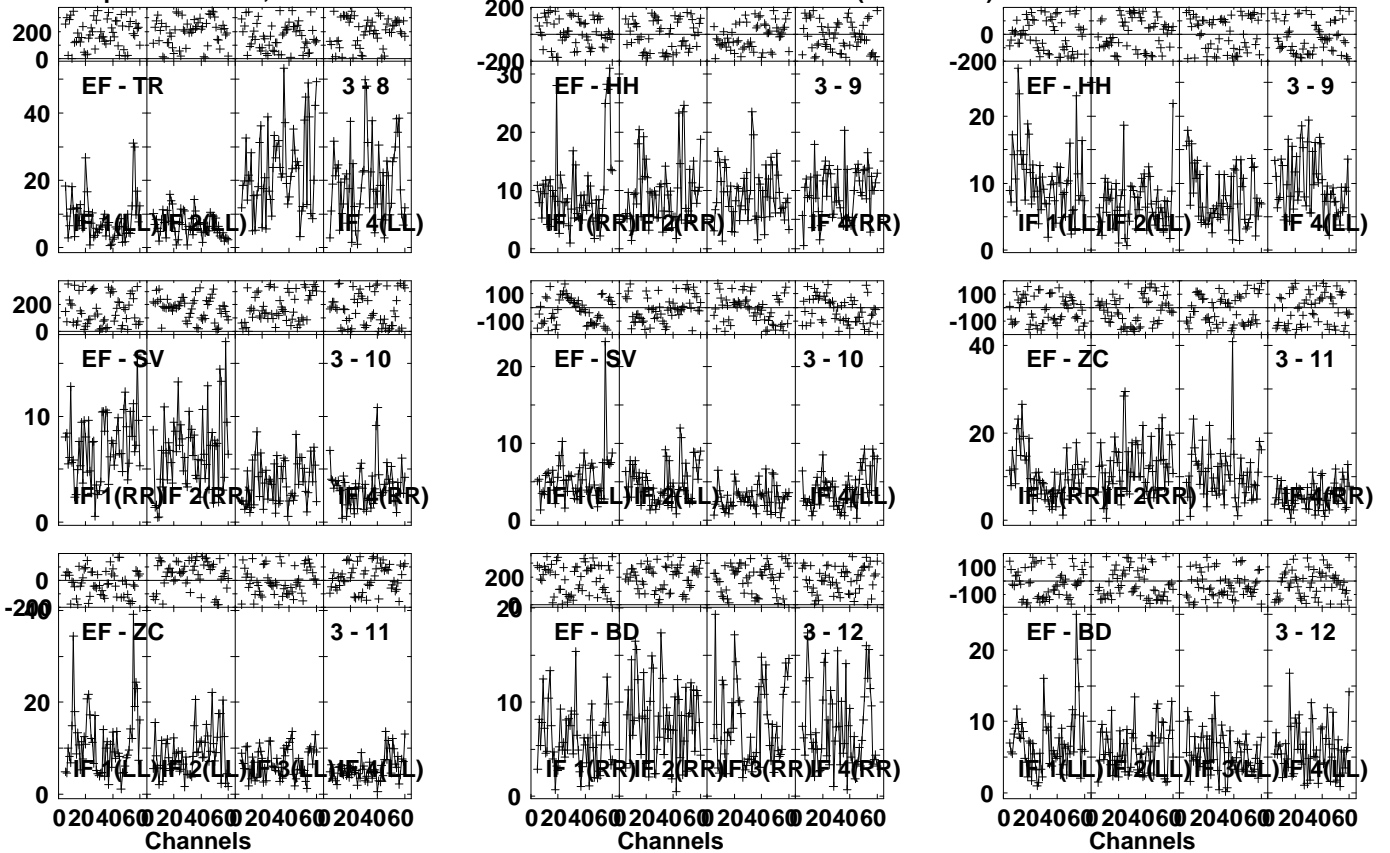 200
0
EF - TR
3 - 8
40
20
0
IF 1(LL)
IF 2(LL)
IF 4(LL)
200
0
-200
30
EF - HH
3 - 9
20
10
0
IF 1(RR)
IF 2(RR)
IF 4(RR)
200
0
-200
EF - HH
3 - 9
20
10
0
IF 1(LL)
IF 2(LL)
IF 4(LL)
200
0
EF - SV
3 - 10
10
0
IF 1(RR)
IF 2(RR)
IF 4(RR)
100
-100
EF - SV
3 - 10
20
10
0
IF 1(LL)
IF 2(LL)
IF 4(LL)
100
-100
40
EF - ZC
3 - 11
20
0
IF 1(RR)
IF 2(RR)
IF 4(RR)
0
-200
40
EF - ZC
3 - 11
20
0
IF 1(LL)
IF 2(LL)
IF 3(LL)
IF 4(LL)
0 20 40 60 0 20 40 60 0 20 40 60 0 20 40 60
Channels
200
0
20
EF - BD
3 - 12
10
0
IF 1(RR)
IF 2(RR)
IF 3(RR)
IF 4(RR)
0 20 40 60 0 20 40 60 0 20 40 60 0 20 40 60
Channels
100
-100
EF - BD
3 - 12
20
10
0
IF 1(LL)
IF 2(LL)
IF 3(LL)
IF 4(LL)
0 20 40 60 0 20 40 60 0 20 40 60 0 20 40 60
Channels